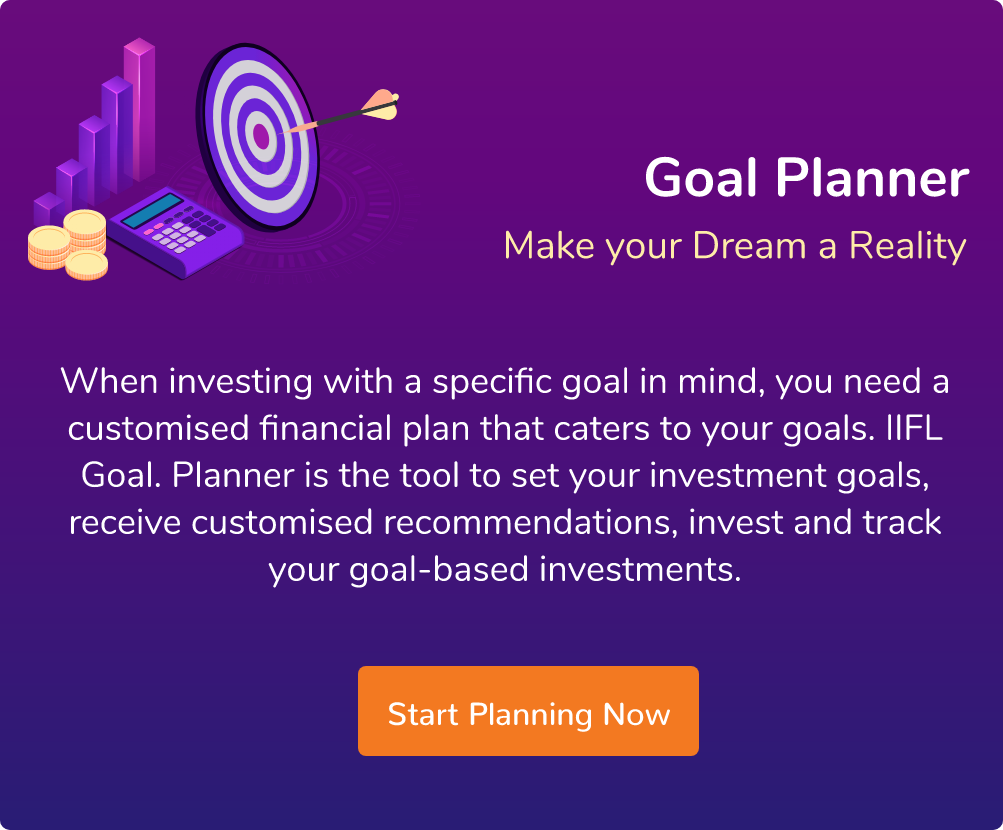 Goal Planner
Make your Dream a Reality
When investing with a specific goal in mind, you need a
customised financial plan that caters to your goals. IIFL
Goal. Planner is the tool to set your investment goals,
receive customised recommendations, invest and track
your goal-based investments.
Start Planning Now